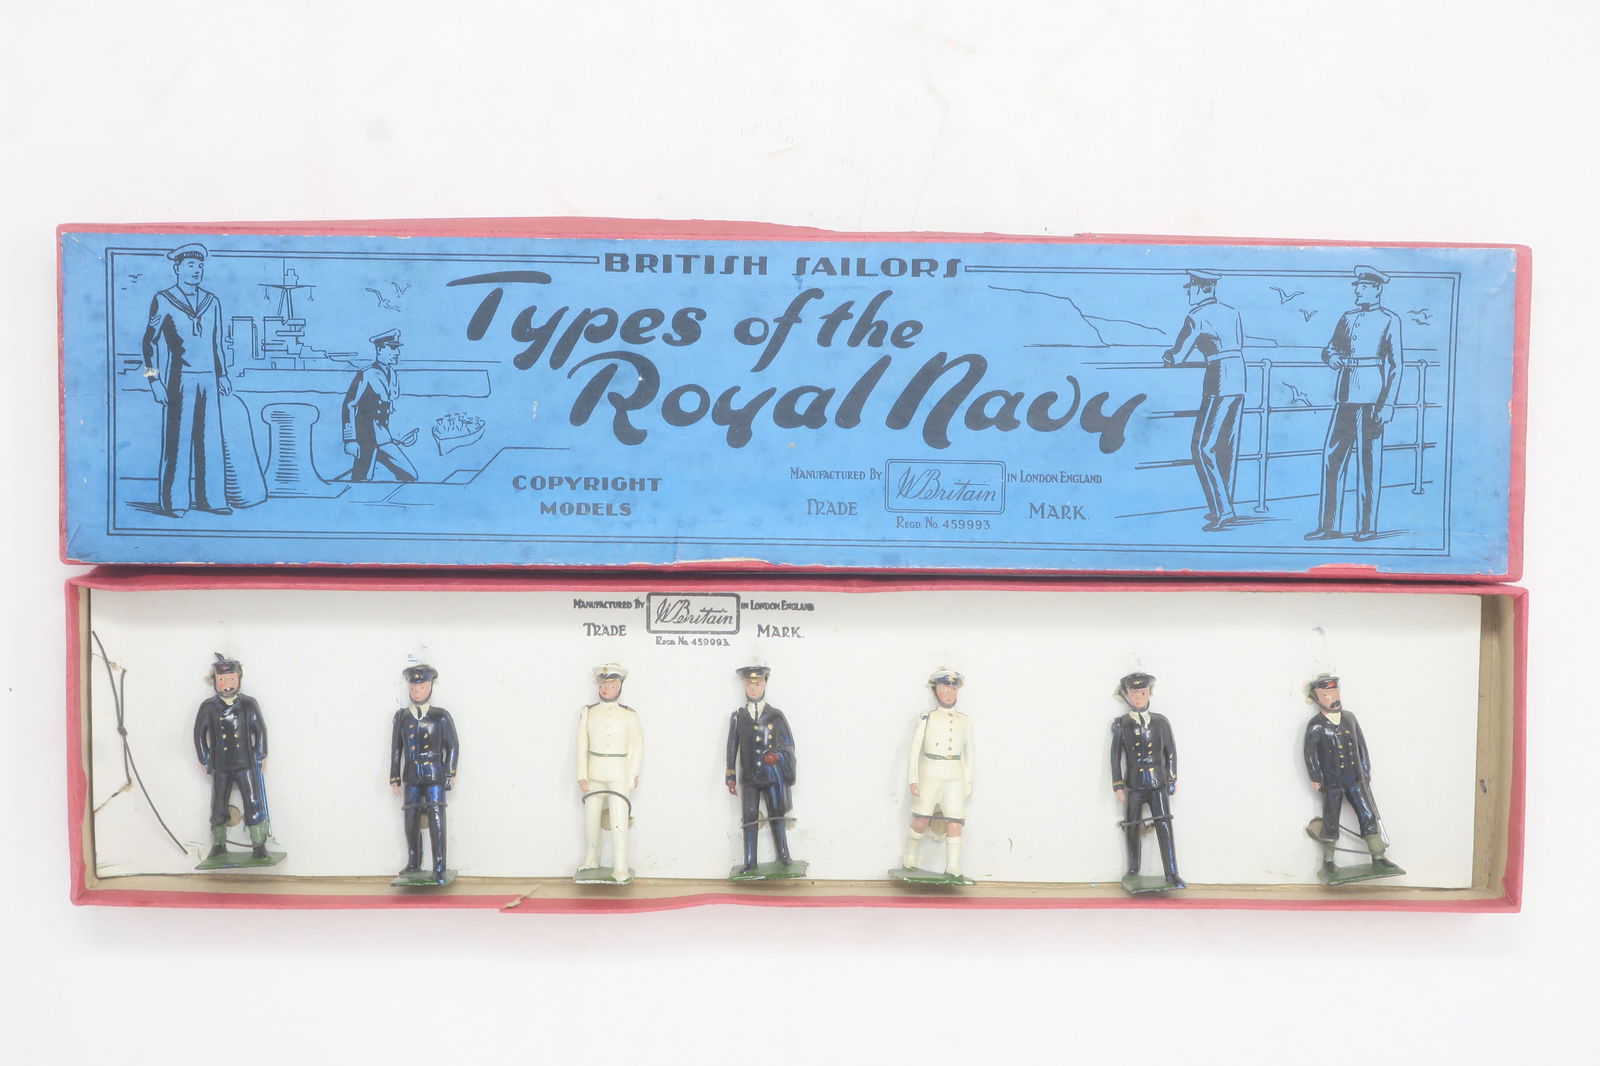 BRITISH SAILORS
Types of the
Royal Navy
COPYRIGHT
MODELS
MANUFACTURED BY W Britain IN LONDON ENGLAND.
TRADE MARK.
REGD. No. 459993.
MANUFACTURED BY W Britain IN LONDON ENGLAND
TRADE MARK.
REGD. No. 459993.